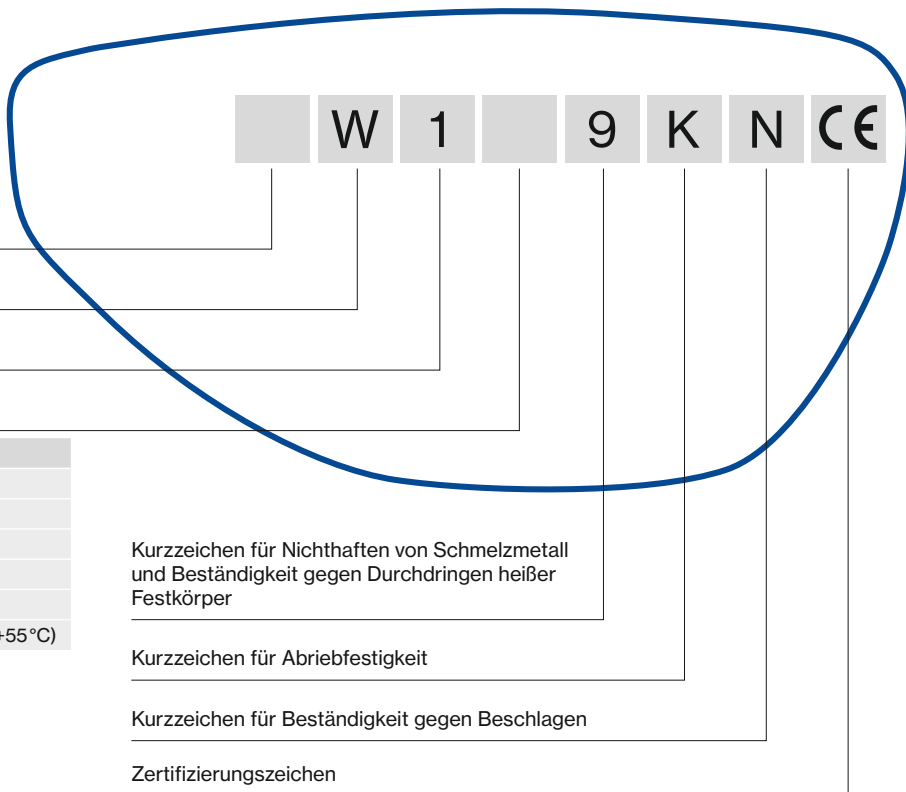 W 1 9 K N CE
+55 °C)
Kurzzeichen für Nichthaften von Schmelzmetall
und Beständigkeit gegen Durchdringen heißer
Festkörper
Kurzzeichen für Abriebfestigkeit
Kurzzeichen für Beständigkeit gegen Beschlagen
Zertifizierungszeichen